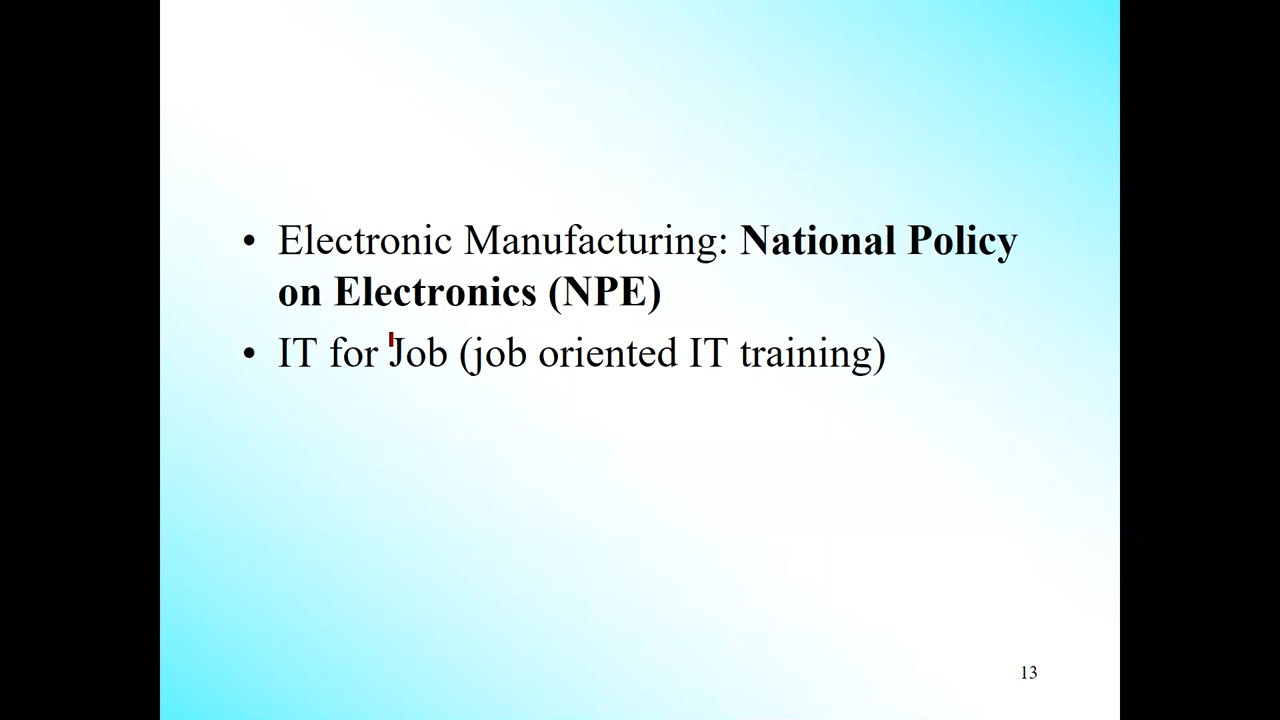 • Electronic Manufacturing: National Policy
on Electronics (NPE)
• IT for Job (job oriented IT training)
13